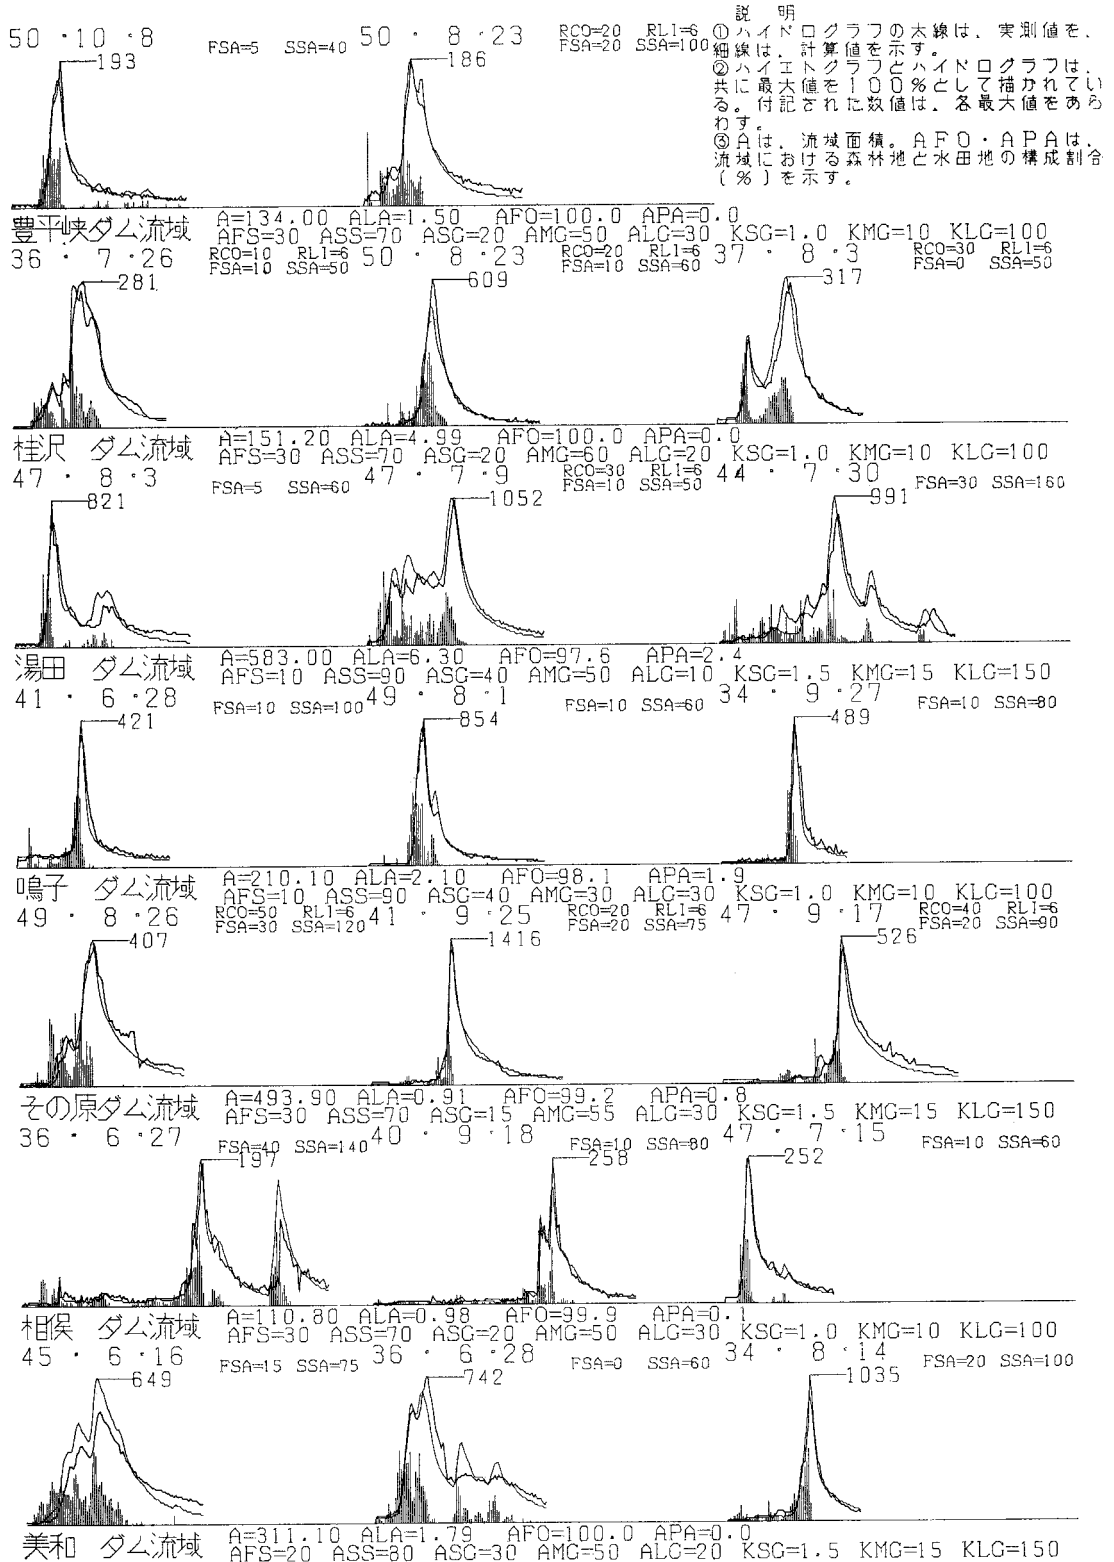 説 明
①ハイドログラフの太線は、実測値を、
細線は、計算値を示す。
②ハイエトグラフとハイドログラフは、
共に最大値を100%として描かれてい
る。付記された数値は、各最大値をあら
わす。
③Aは、流域面積。AFO・APAは、
流域における森林地と水田地の構成割合
(%)を示す。
50・10・8 FSA=5 SSA=40
50・8・23 RCO=20 RLI=6
FSA=20 SSA=100
193
186
豊平峡ダム流域
A=134.00 ALA=1.50 AFO=100.0 APA=0.0
AFS=30 ASS=70 ASG=20 AMG=50 ALG=30 KSG=1.0 KMG=10 KLG=100
36・7・26 RCO=10 RLI=6
FSA=10 SSA=50
50・8・23 RCO=20 RLI=6
FSA=10 SSA=60
37・8・3 RCO=30 RLI=6
FSA=0 SSA=50
281
609
317
桂沢 ダム流域
A=151.20 ALA=4.99 AFO=100.0 APA=0.0
AFS=30 ASS=70 ASG=20 AMG=60 ALG=20 KSG=1.0 KMG=10 KLG=100
47・8・3 FSA=5 SSA=60
47・7・9 RCO=30 RLI=6
FSA=10 SSA=50
44・7・30 FSA=30 SSA=160
821
1052
991
湯田 ダム流域
A=583.00 ALA=6.30 AFO=97.6 APA=2.4
AFS=10 ASS=90 ASG=40 AMG=50 ALG=10 KSG=1.5 KMG=15 KLG=150
41・6・28 FSA=10 SSA=100
49・8・1 FSA=10 SSA=60
34・9・27 FSA=10 SSA=80
421
854
489
鳴子 ダム流域
A=210.10 ALA=2.10 AFO=98.1 APA=1.9
AFS=10 ASS=90 ASG=40 AMG=30 ALG=30 KSG=1.0 KMG=10 KLG=100
49・8・26 RCO=50 RLI=6
FSA=30 SSA=120
41・9・25 RCO=20 RLI=6
FSA=20 SSA=75
47・9・17 RCO=40 RLI=6
FSA=20 SSA=90
407
1416
526
その原ダム流域
A=493.90 ALA=0.91 AFO=99.2 APA=0.8
AFS=30 ASS=70 ASG=15 AMG=55 ALG=30 KSG=1.5 KMG=15 KLG=150
36・6・27 FSA=40 SSA=140
40・9・18 FSA=10 SSA=80
47・7・15 FSA=10 SSA=60
197
258
252
相俣 ダム流域
A=110.80 ALA=0.98 AFO=99.9 APA=0.1
AFS=30 ASS=70 ASG=20 AMG=50 ALG=30 KSG=1.0 KMG=10 KLG=100
45・6・16 FSA=15 SSA=75
36・6・28 FSA=0 SSA=60
34・8・14 FSA=20 SSA=100
649
742
1035
美和 ダム流域
A=311.10 ALA=1.79 AFO=100.0 APA=0.0
AFS=20 ASS=80 ASG=30 AMG=50 ALG=20 KSG=1.5 KMG=15 KLG=150